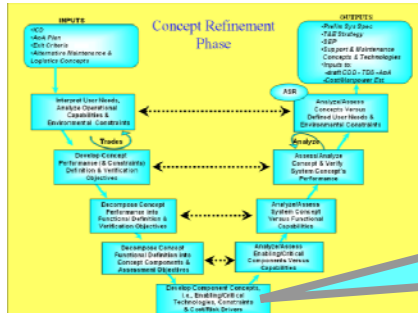 INPUTS
•ICD
•AoA Plan
•Exit Criteria
•Alternative Maintenance &
Logistics Concepts
Concept Refinement
Phase
OUTPUTS
•Prelim Sys Spec
•T&E Strategy
•SEP
•Support & Maintenance
Concepts & Technologies
•Inputs to:
-draft CDD - TDS -AoA
-Cost/Manpower Est.
ASR
Interpret User Needs,
Analyze Operational
Capabilities &
Environmental Constraints
Analyze/Assess
Concepts Versus
Defined User Needs &
Environmental Constraints
Trades
Analyze
Develop Concept
Performance (& Constraints)
Definition & Verification
Objectives
Assess/Analyze
Concept & Verify
System Concept's
Performance
Decompose Concept
Performance into
Functional Definition &
Verification Objectives
Analyze/Assess
System Concept
Versus Functional
Capabilities
Decompose Concept
Functional Definition into
Concept Components &
Assessment Objectives
Analyze/Assess
Enabling/Critical
Components Versus
Capabilities
Develop Component Concepts,
i.e., Enabling/Critical
Technologies, Constraints
& Cost/Risk Drivers